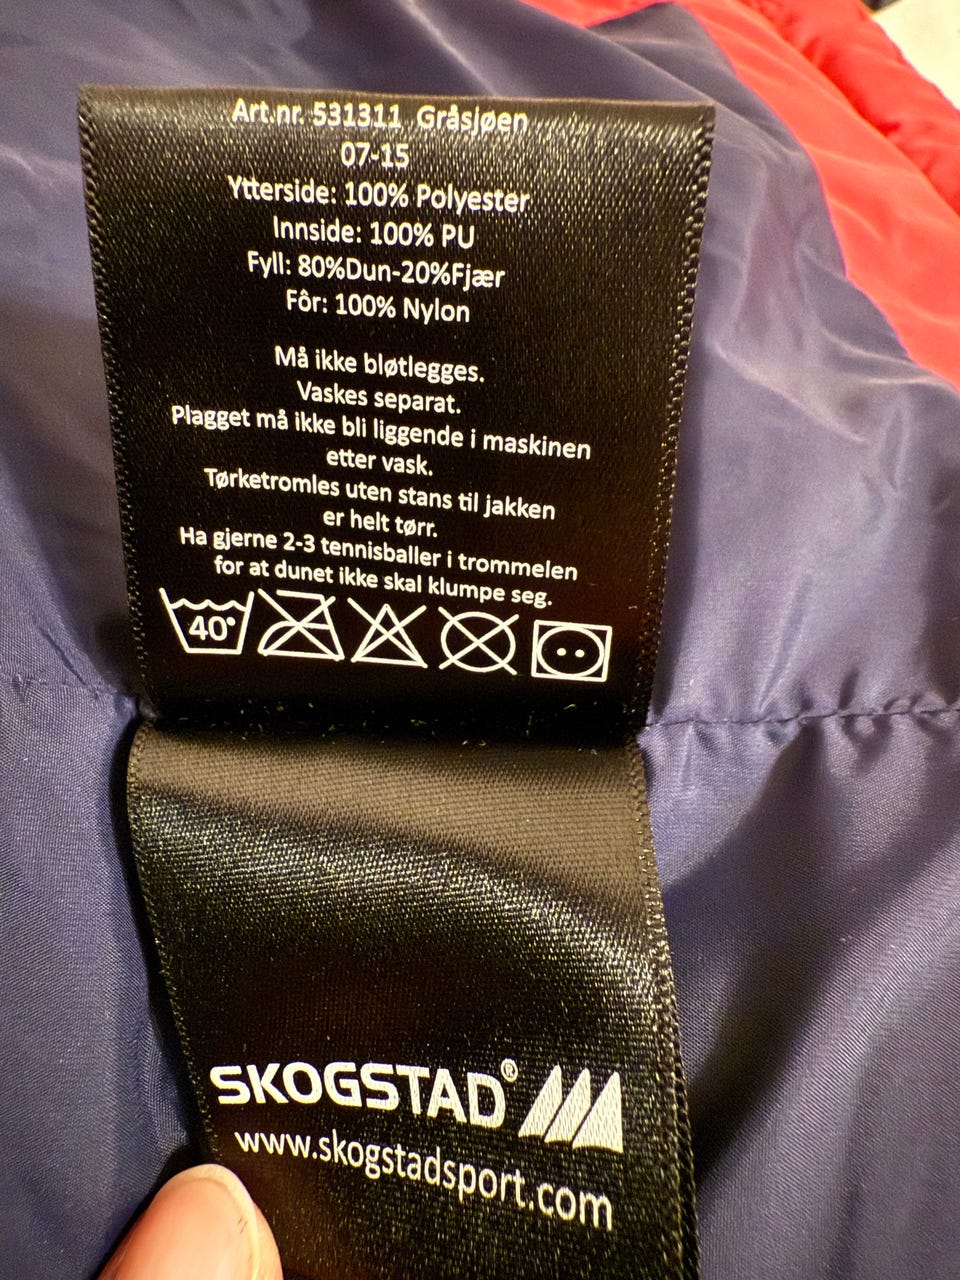 Art.nr. 531311 Gråsjøen
07-15
Ytterside: 100% Polyester
Innside: 100% PU
Fyll: 80%Dun-20%Fjær
Fôr: 100% Nylon
Må ikke bløtlegges.
Vaskes separat.
Plagget må ikke bli liggende i maskinen
etter vask.
Tørketromles uten stans til jakken
er helt tørr.
Ha gjerne 2-3 tennisballer i trommelen
for at dunet ikke skal klumpe seg.
40°
SKOGSTAD®
www.skogstadsport.com